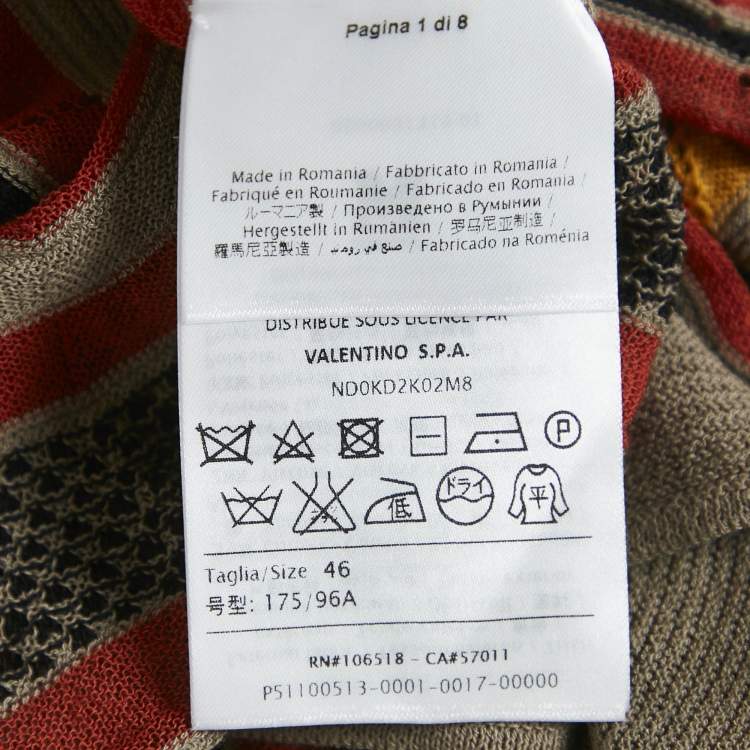 Pagina 1 di 8
Made in Romania / Fabbricato in Romania /
Fabriqué en Roumanie / Fabricado en Romania /
ルーマニア製 / Произведено в Румынии /
Hergestellt in Rumänien / 罗马尼亚制造 /
羅馬尼亞製造 / صنع في رومانيا / Fabricado na Roménia
DISTRIBUE SOUS LICENCE PAR
VALENTINO S.P.A.
ND0KD2K02M8
P
低 ドライ 平
Taglia/Size 46
号型: 175/96A
RN#106518 - CA#57011
P51100513-0001-0017-00000